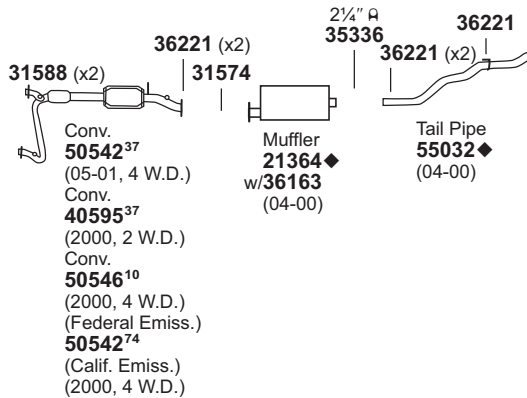 2¼" 
36221 (x2) 35336 36221
31588 (x2) 31574 36221 (x2)
Conv.
50542³⁷
(05-01, 4 W.D.)
Conv.
40595³⁷
(2000, 2 W.D.)
Conv.
50546¹⁰
(2000, 4 W.D.)
(Federal Emiss.)
50542⁷⁴
(Calif. Emiss.)
(2000, 4 W.D.)
Muffler
21364◆
w/36163
(04-00)
Tail Pipe
55032◆
(04-00)